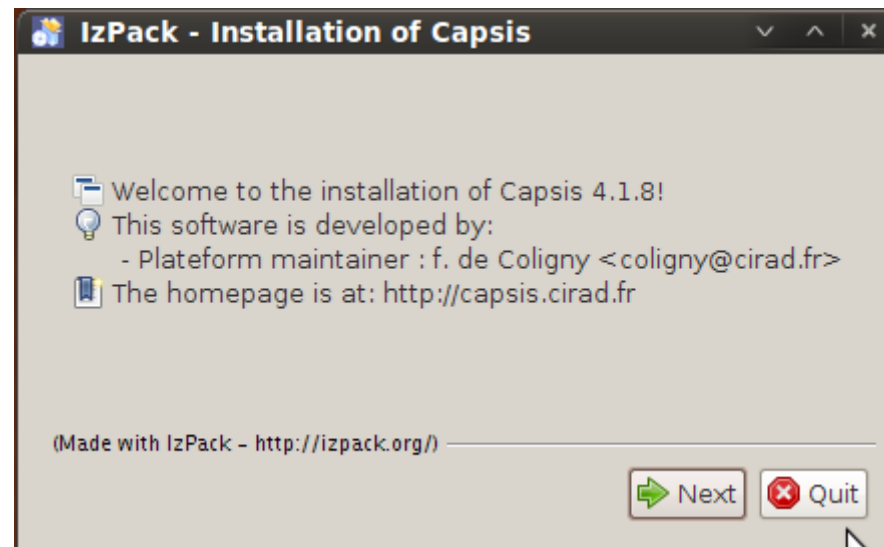 IzPack - Installation of Capsis
Welcome to the installation of Capsis 4.1.8!
This software is developed by:
- Plateform maintainer : f. de Coligny <coligny@cirad.fr>
The homepage is at: http://capsis.cirad.fr
(Made with IzPack - http://izpack.org/)
Next Quit